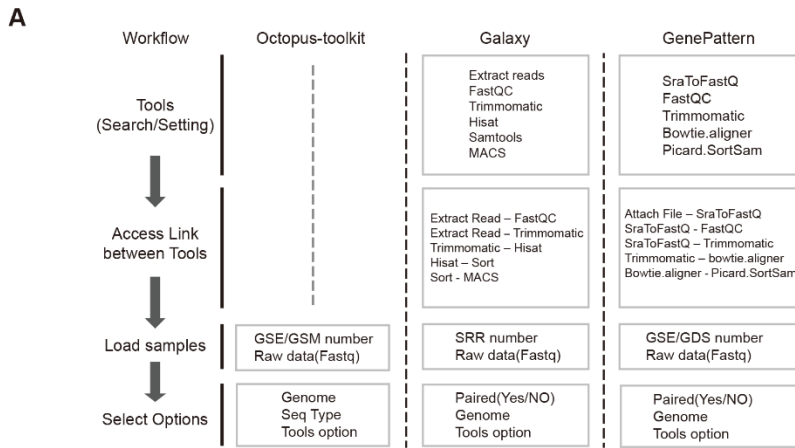 A
Workflow
Octopus-toolkit
Galaxy
GenePattern
Tools
(Search/Setting)
Extract reads
FastQC
Trimmomatic
Hisat
Samtools
MACS
SraToFastQ
FastQC
Trimmomatic
Bowtie.aligner
Picard.SortSam
Access Link
between Tools
Extract Read – FastQC
Extract Read – Trimmomatic
Trimmomatic – Hisat
Hisat – Sort
Sort - MACS
Attach File – SraToFastQ
SraToFastQ - FastQC
SraToFastQ – Trimmomatic
Trimmomatic – bowtie.aligner
Bowtie.aligner - Picard.SortSam
Load samples
GSE/GSM number
Raw data(Fastq)
SRR number
Raw data(Fastq)
GSE/GDS number
Raw data(Fastq)
Select Options
Genome
Seq Type
Tools option
Paired(Yes/NO)
Genome
Tools option
Paired(Yes/NO)
Genome
Tools option